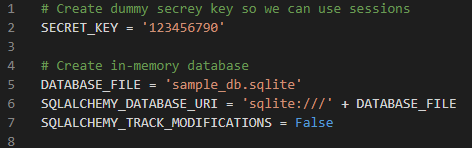 1 # Create dummy secrey key so we can use sessions
2 SECRET_KEY = '123456790'
3
4 # Create in-memory database
5 DATABASE_FILE = 'sample_db.sqlite'
6 SQLALCHEMY_DATABASE_URI = 'sqlite:///' + DATABASE_FILE
7 SQLALCHEMY_TRACK_MODIFICATIONS = False
8